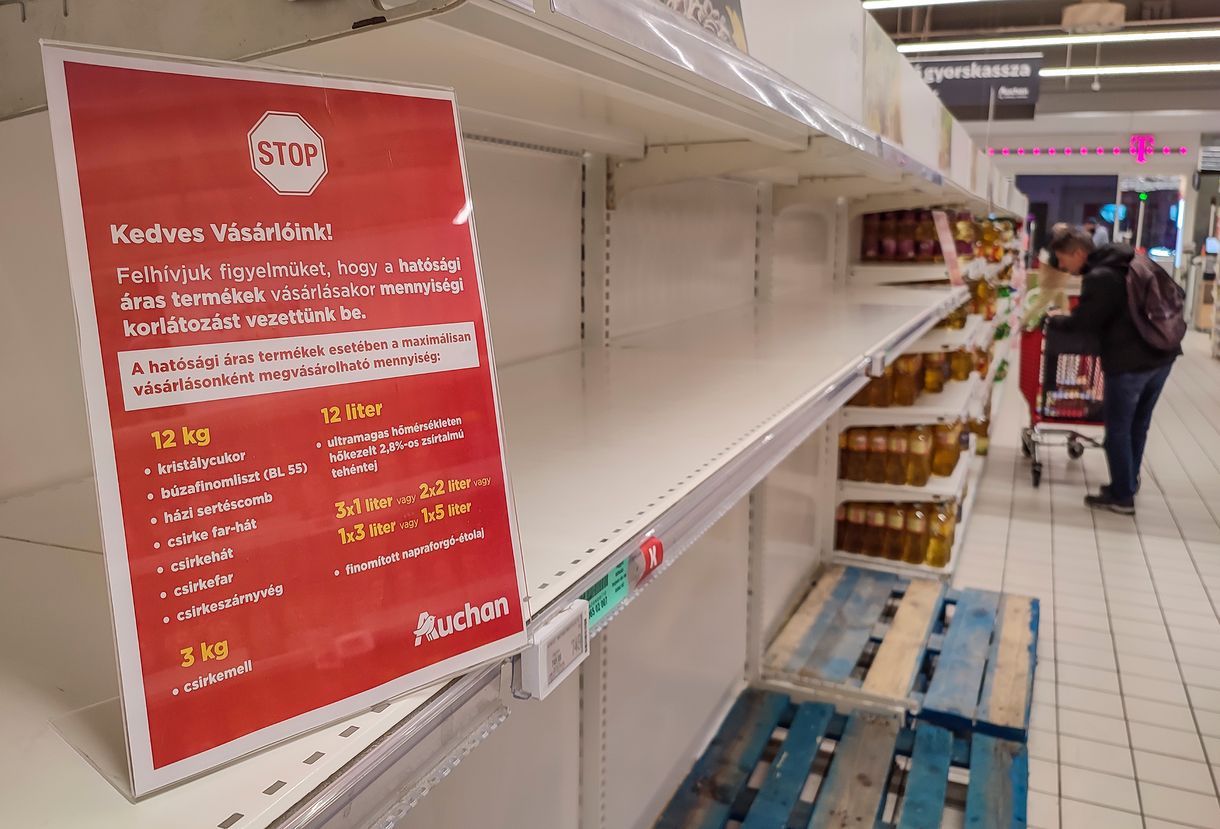 STOP
Kedves Vásárlóink!
Felhívjuk figyelmüket, hogy a hatósági
áras termékek vásárlásakor mennyiségi
korlátozást vezettünk be.
A hatósági áras termékek esetében a maximálisan
vásárlásonként megvásárolható mennyiség:
12 kg
• kristálycukor
• búzafinomliszt (BL 55)
• házi sertéscomb
• csirke far-hát
• csirkehát
• csirkefar
• csirkeszárnyvég
3 kg
• csirkemell
12 liter
• ultramagas hőmérsékleten
hőkezelt 2,8%-os zsírtalmú
tehéntej
3x1 liter vagy 2x2 liter vagy
1x3 liter vagy 1x5 liter
• finomított napraforgó-étolaj
Auchan
X
gyorskassza
Auchan
T